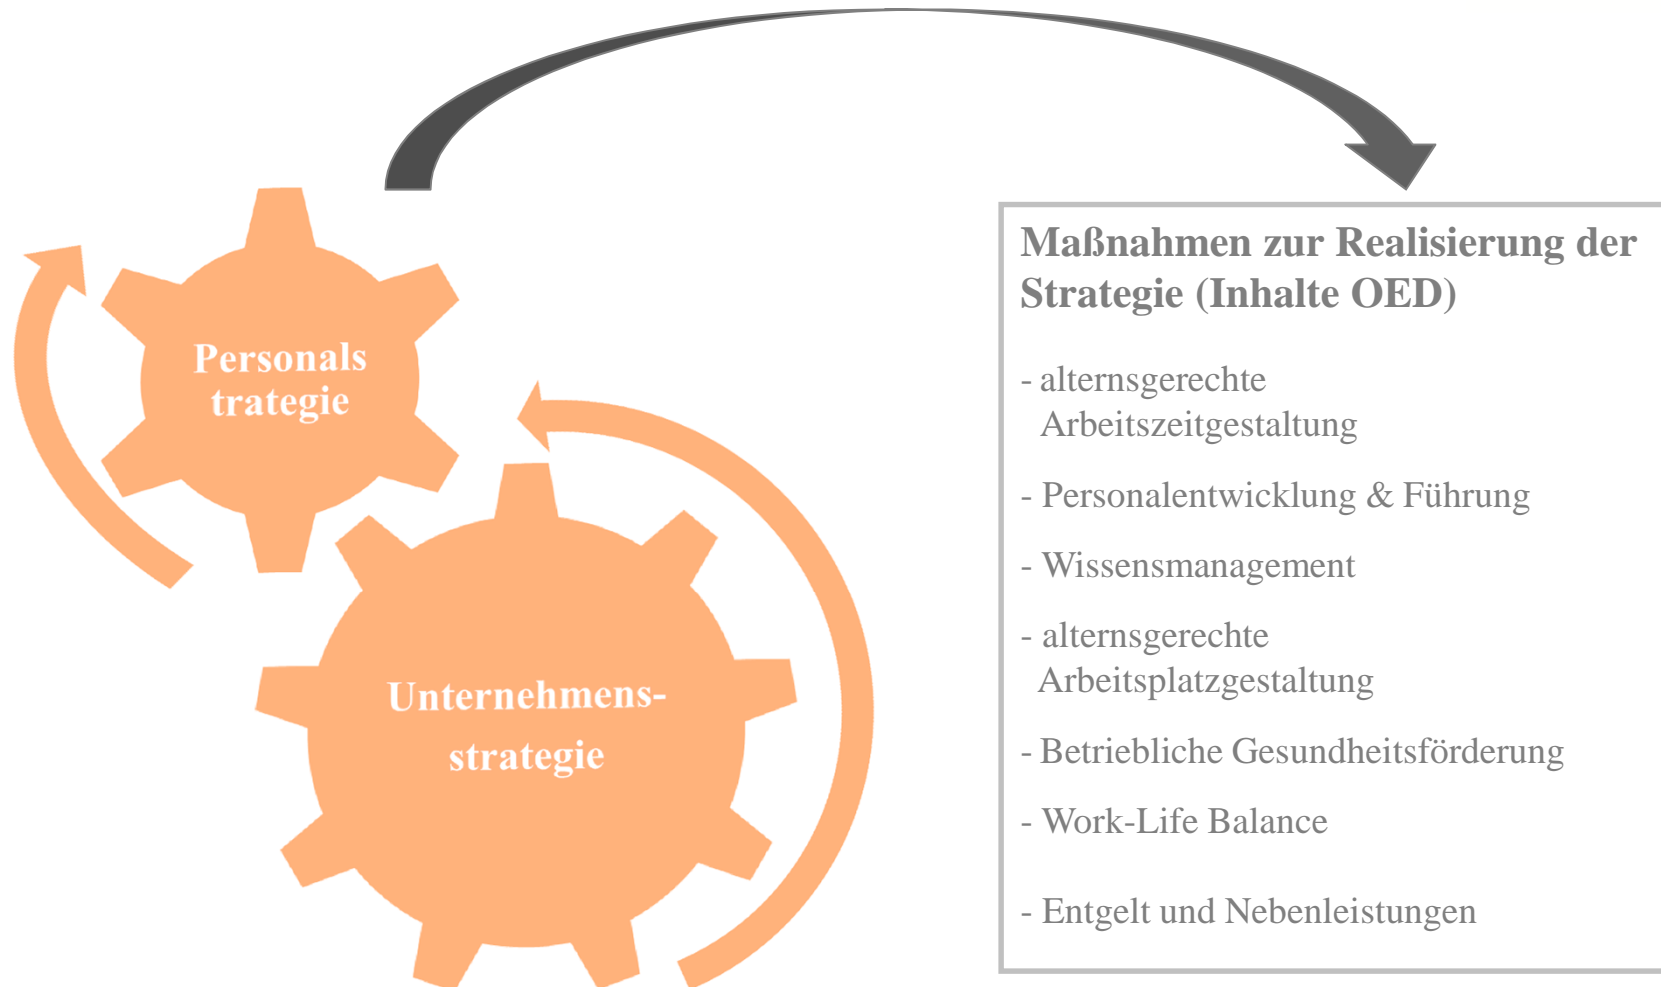 Personals
trategie
Unternehmens-
strategie
Maßnahmen zur Realisierung der
Strategie (Inhalte OED)
- alternsgerechte
Arbeitszeitgestaltung
- Personalentwicklung & Führung
- Wissensmanagement
- alternsgerechte
Arbeitsplatzgestaltung
- Betriebliche Gesundheitsförderung
- Work-Life Balance
- Entgelt und Nebenleistungen